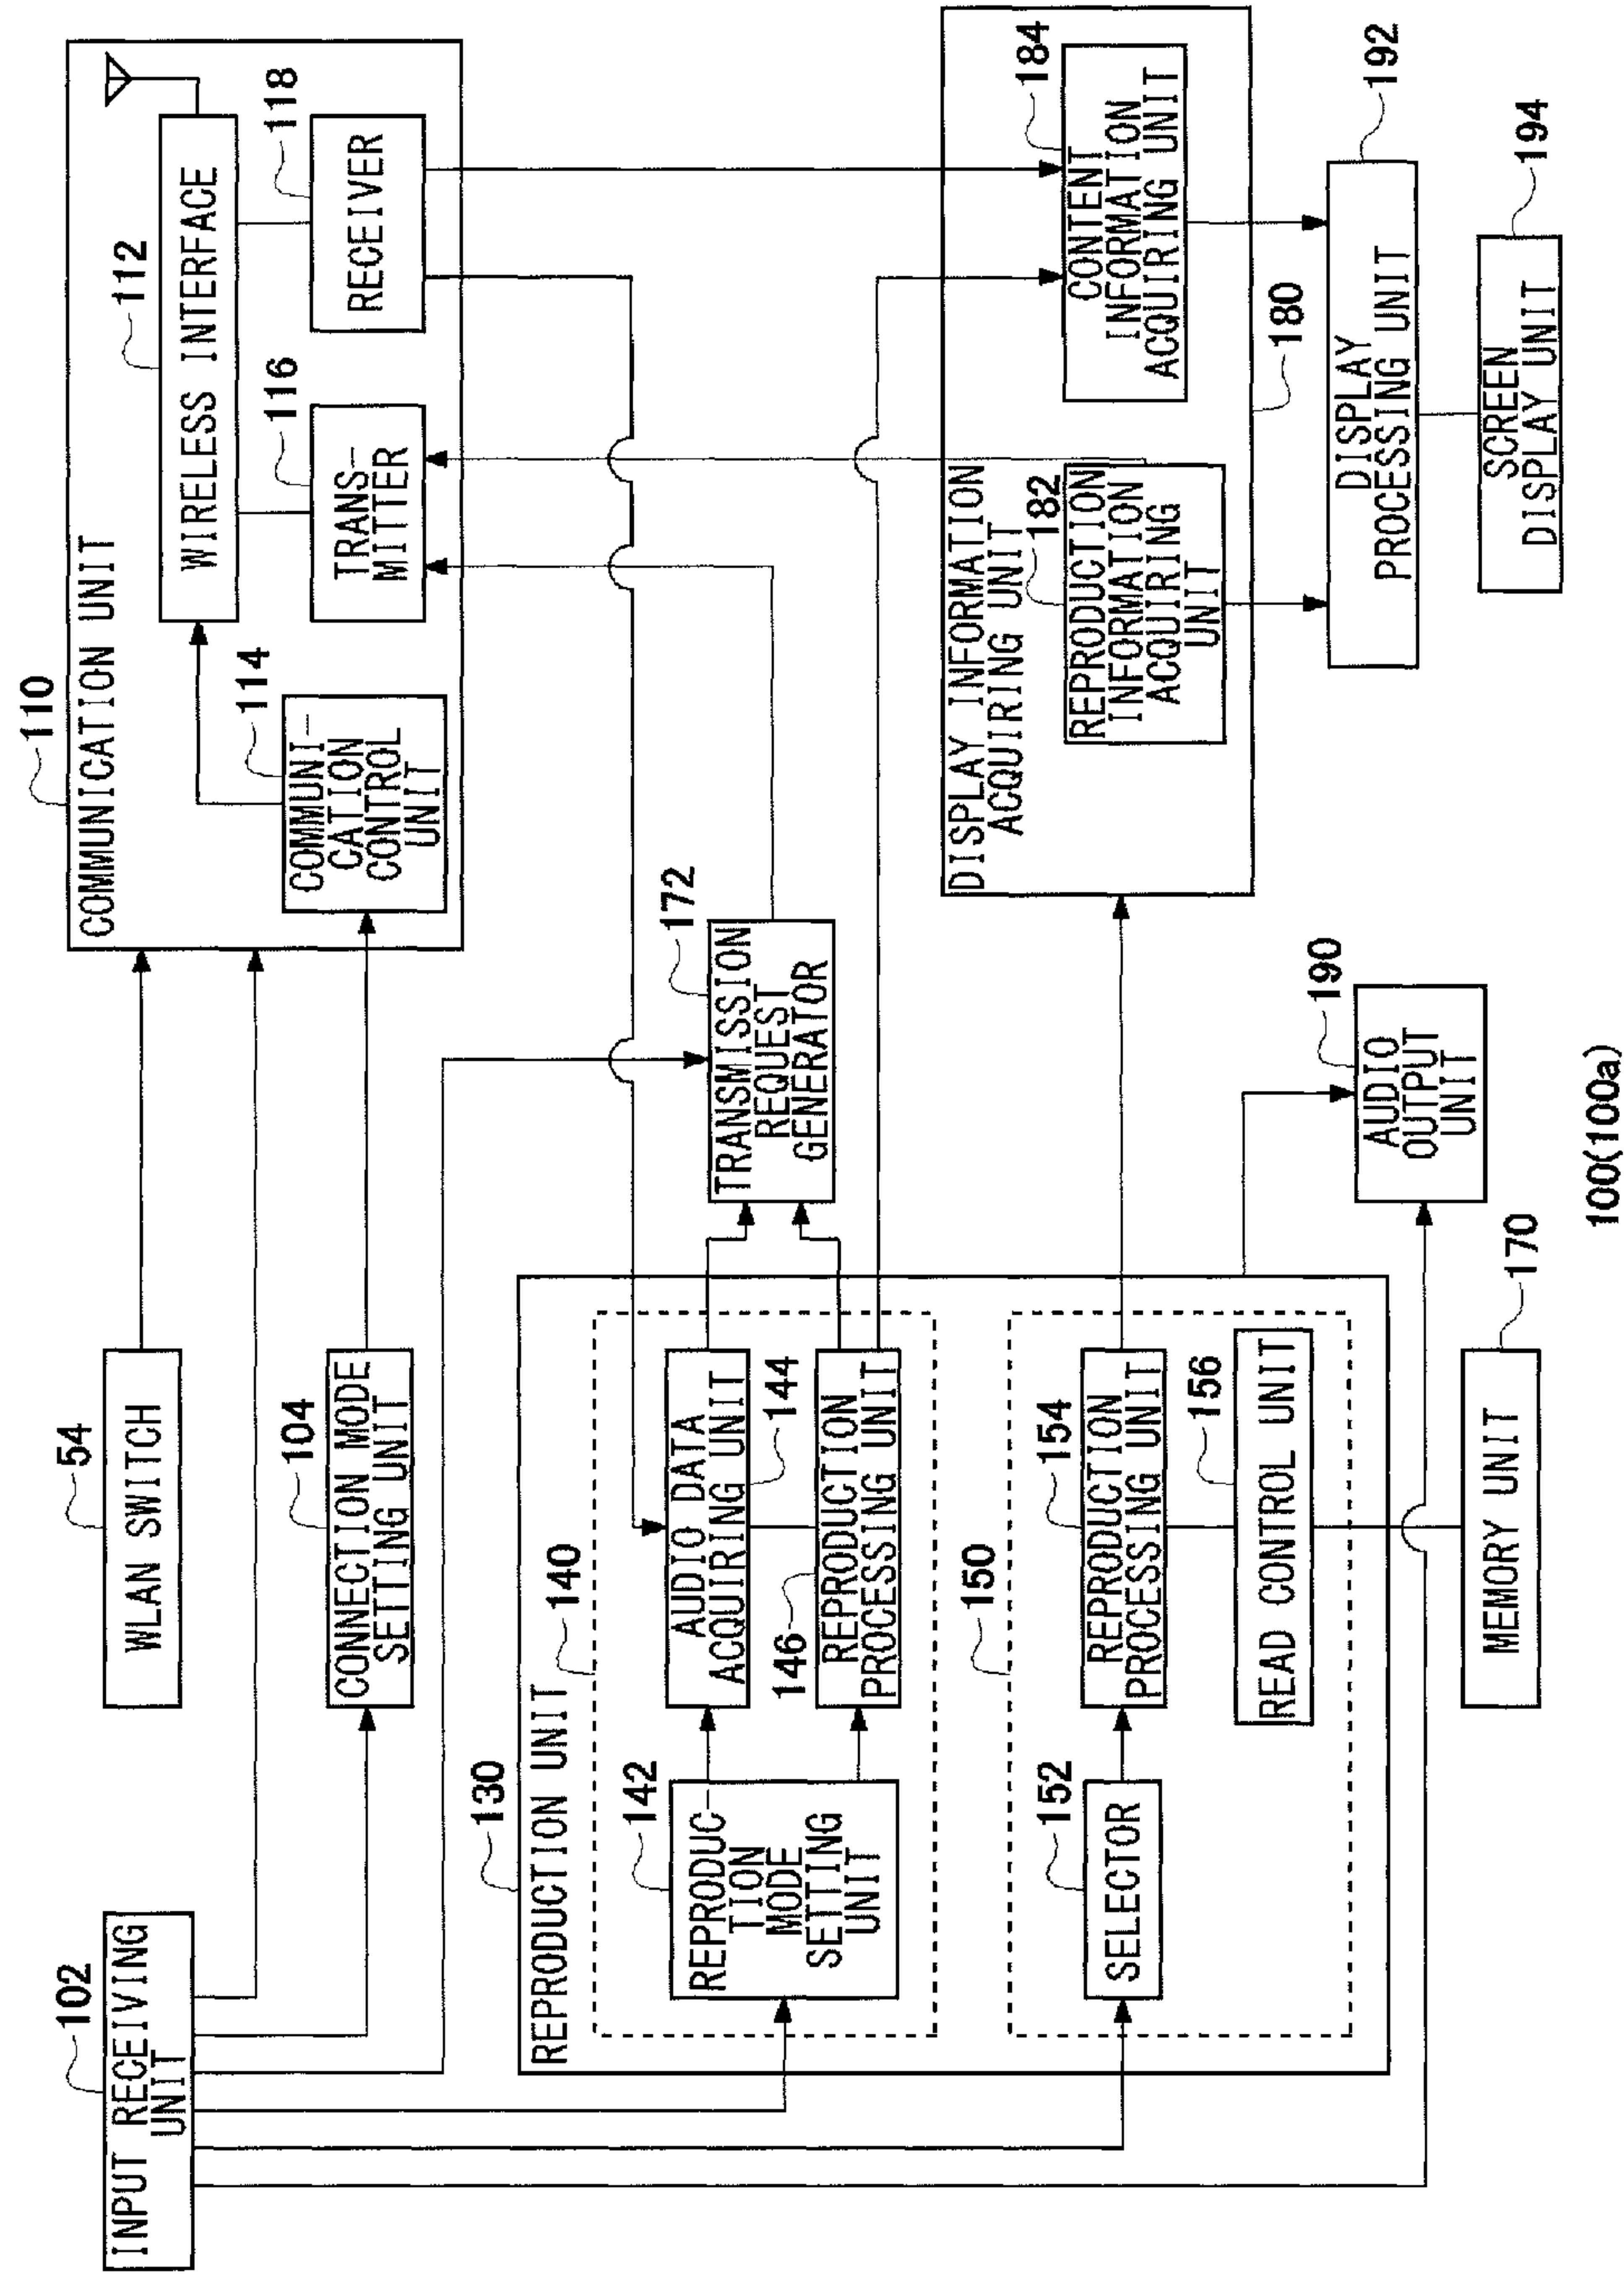 102
INPUT RECEIVING
UNIT
54
WLAN SWITCH
104
CONNECTION MODE
SETTING UNIT
110
COMMUNICATION UNIT
112
WIRELESS INTERFACE
114
COMMUNI-
CATION
CONTROL
UNIT
116
TRANS-
MITTER
118
RECEIVER
130
REPRODUCTION UNIT
140
142
REPRODUC-
TION
MODE
SETTING
UNIT
AUDIO DATA
ACQUIRING UNIT
144
146
REPRODUCTION
PROCESSING UNIT
172
TRANSMISSION
REQUEST
GENERATOR
150
152
SELECTOR
154
REPRODUCTION
PROCESSING UNIT
156
READ CONTROL UNIT
170
MEMORY UNIT
190
AUDIO
OUTPUT
UNIT
DISPLAY INFORMATION
ACQUIRING UNIT
180
182
REPRODUCTION
INFORMATION
ACQUIRING
UNIT
184
CONTENT
INFORMATION
ACQUIRING UNIT
192
DISPLAY
PROCESSING UNIT
194
SCREEN
DISPLAY UNIT
100(100a)